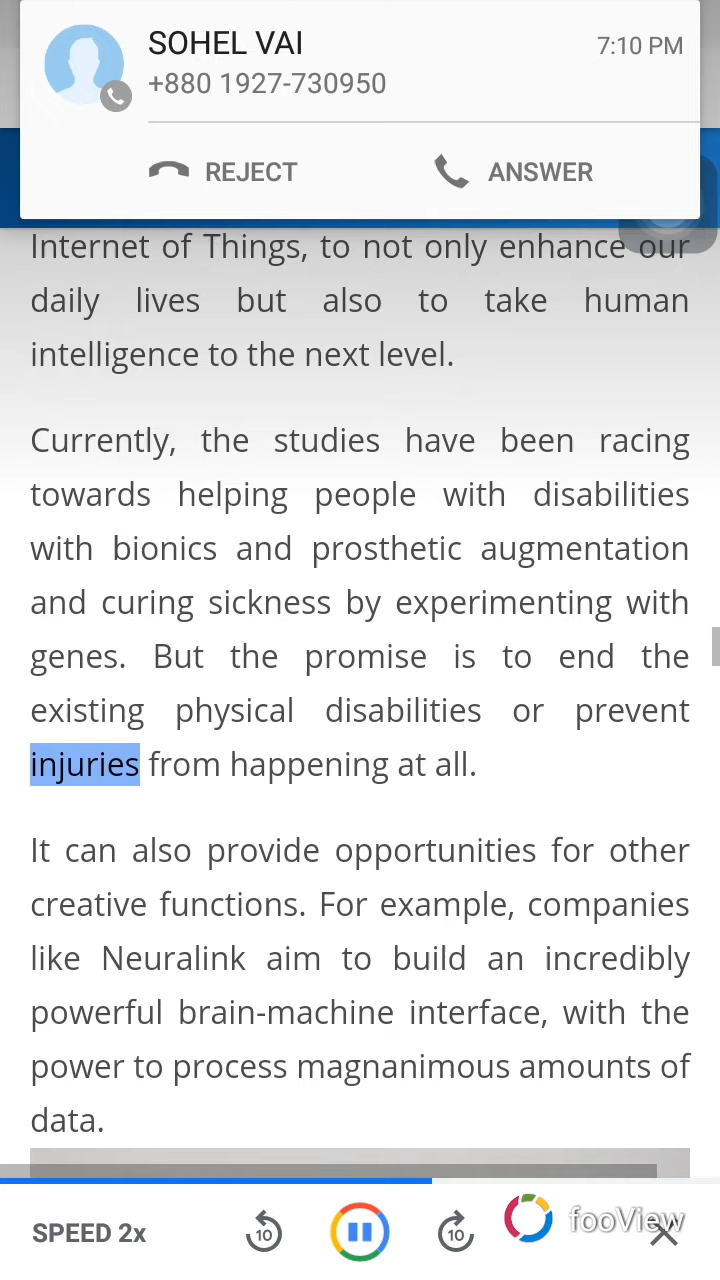 SOHEL VAI
7:10 PM
+880 1927-730950
REJECT
ANSWER
Internet of Things, to not only enhance our
daily lives but also to take human
intelligence to the next level.
Currently, the studies have been racing
towards helping people with disabilities
with bionics and prosthetic augmentation
and curing sickness by experimenting with
genes. But the promise is to end the
existing physical disabilities or prevent
injuries from happening at all.
It can also provide opportunities for other
creative functions. For example, companies
like Neuralink aim to build an incredibly
powerful brain-machine interface, with the
power to process magnanimous amounts of
data.
SPEED 2x
10
10
fooView